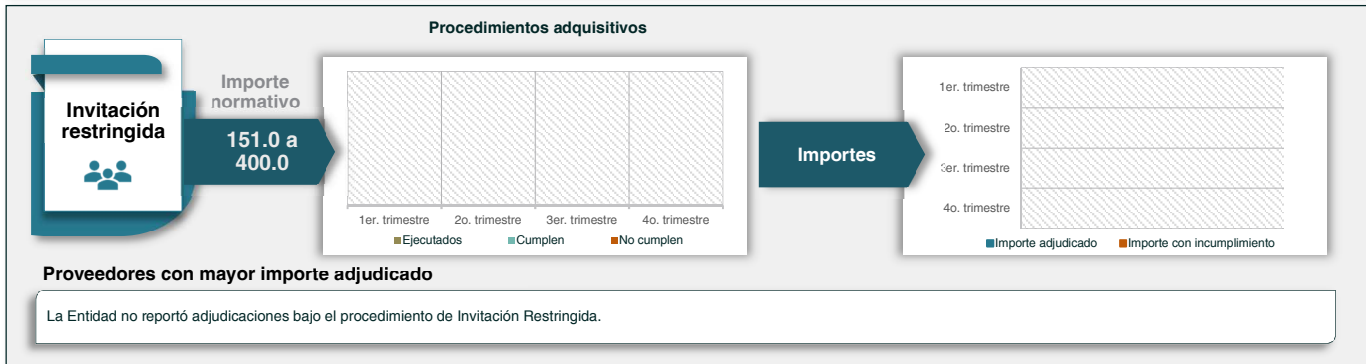 Procedimientos adquisitivos
Invitación
restringida
Importe
normativo
151.0 a
400.0
1er. trimestre
2o. trimestre
3er. trimestre
4o. trimestre
Ejecutados
Cumplen
No cumplen
Importes
1er. trimestre
2o. trimestre
3er. trimestre
4o. trimestre
Importe adjudicado
Importe con incumplimiento
Proveedores con mayor importe adjudicado
La Entidad no reportó adjudicaciones bajo el procedimiento de Invitación Restringida.